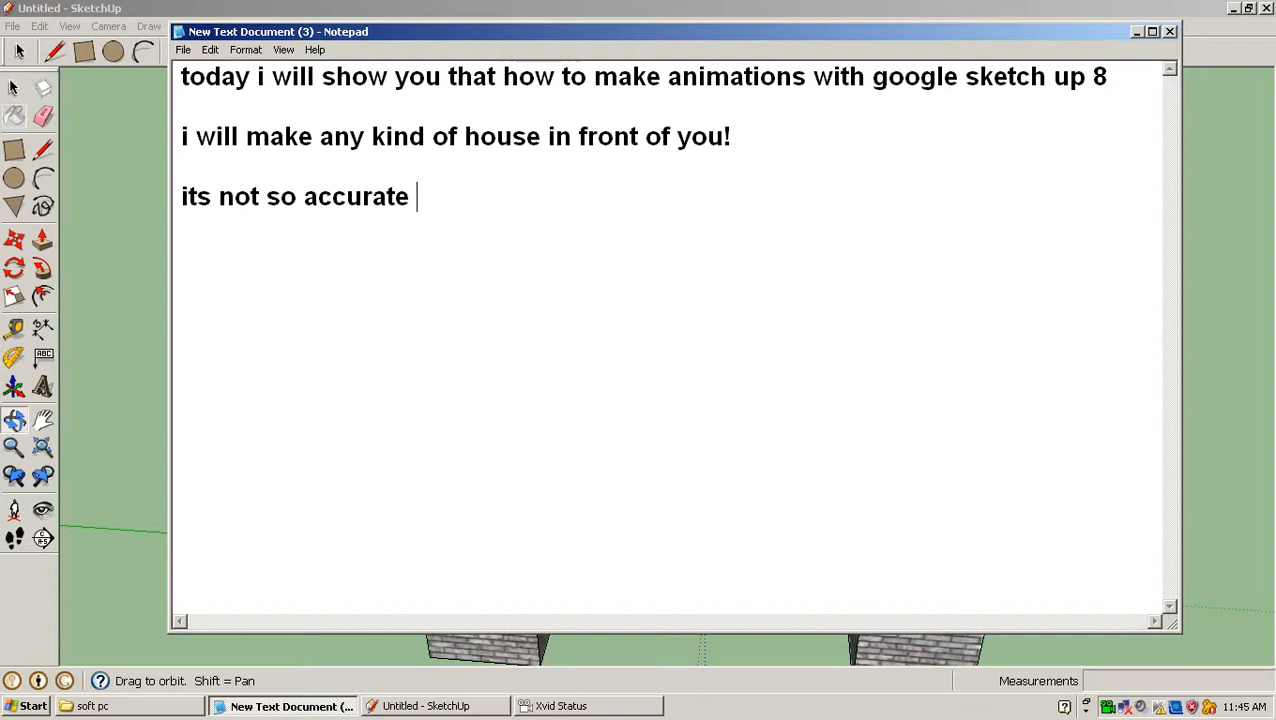 Untitled - SketchUp
File Edit View Camera Draw
New Text Document (3) - Notepad
File Edit Format View Help
today i will show you that how to make animations with google sketch up 8
i will make any kind of house in front of you!
its not so accurate
ABC
Drag to orbit. Shift = Pan
Measurements
Start
soft pc
New Text Document (...
Untitled - SketchUp
Xvid Status
11:45 AM